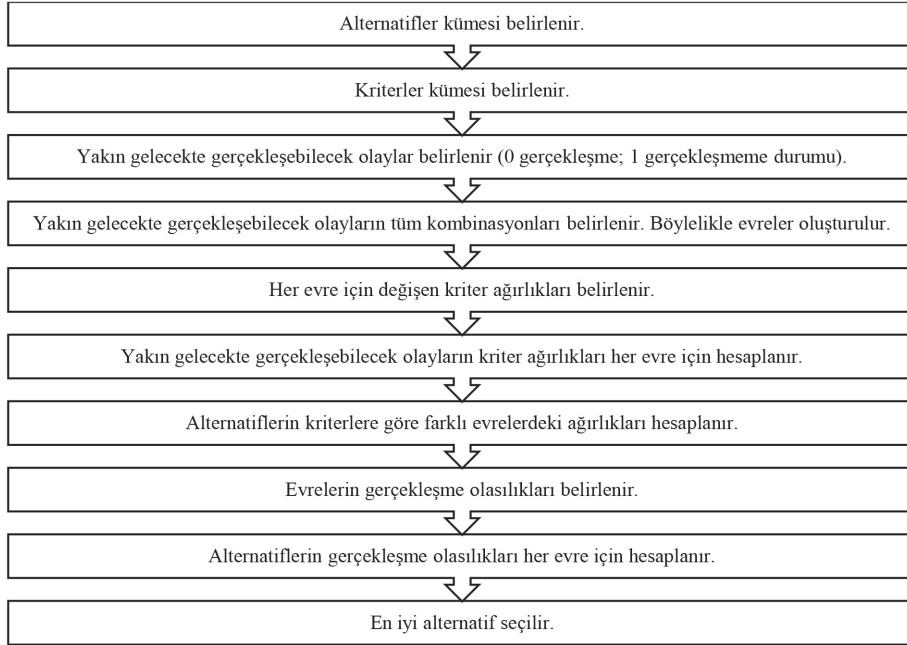 Alternatifler kümesi belirlenir.
Kriterler kümesi belirlenir.
Yakın gelecekte gerçekleşebilecek olaylar belirlenir (0 gerçekleşme; 1 gerçekleşmeme durumu).
Yakın gelecekte gerçekleşebilecek olayların tüm kombinasyonları belirlenir. Böylelikle evreler oluşturulur.
Her evre için değişen kriter ağırlıkları belirlenir.
Yakın gelecekte gerçekleşebilecek olayların kriter ağırlıkları her evre için hesaplanır.
Alternatiflerin kriterlere göre farklı evrelerdeki ağırlıkları hesaplanır.
Evrelerin gerçekleşme olasılıkları belirlenir.
Alternatiflerin gerçekleşme olasılıkları her evre için hesaplanır.
En iyi alternatif seçilir.